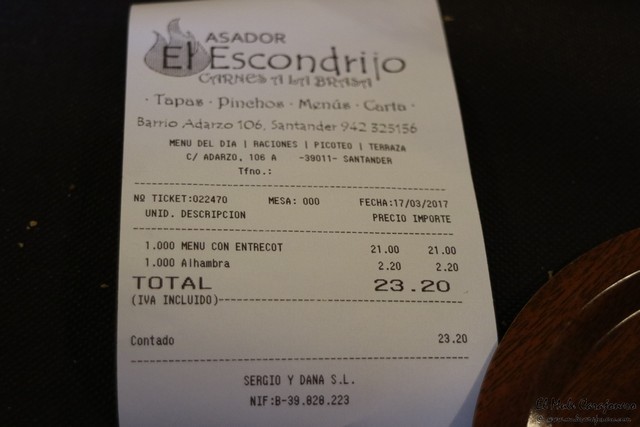 ASADOR
El Escondrijo
CARNES A LA BRASA
· Tapas · Pinchos · Menús · Carta ·
Barrio Adarzo 106, Santander 942 325156
MENU DEL DIA | RACIONES | PICOTEO | TERRAZA
C/ ADARZO, 106 A -39011- SANTANDER
Tfno.:
Nº TICKET:022470 MESA: 000 FECHA:17/03/2017
UNID. DESCRIPCION PRECIO IMPORTE
1.000 MENU CON ENTRECOT 21.00 21.00
1.000 Alhambra 2.20 2.20
TOTAL 23.20
(IVA INCLUIDO)
Contado 23.20
SERGIO Y DANA S.L.
NIF:B-39.828.223